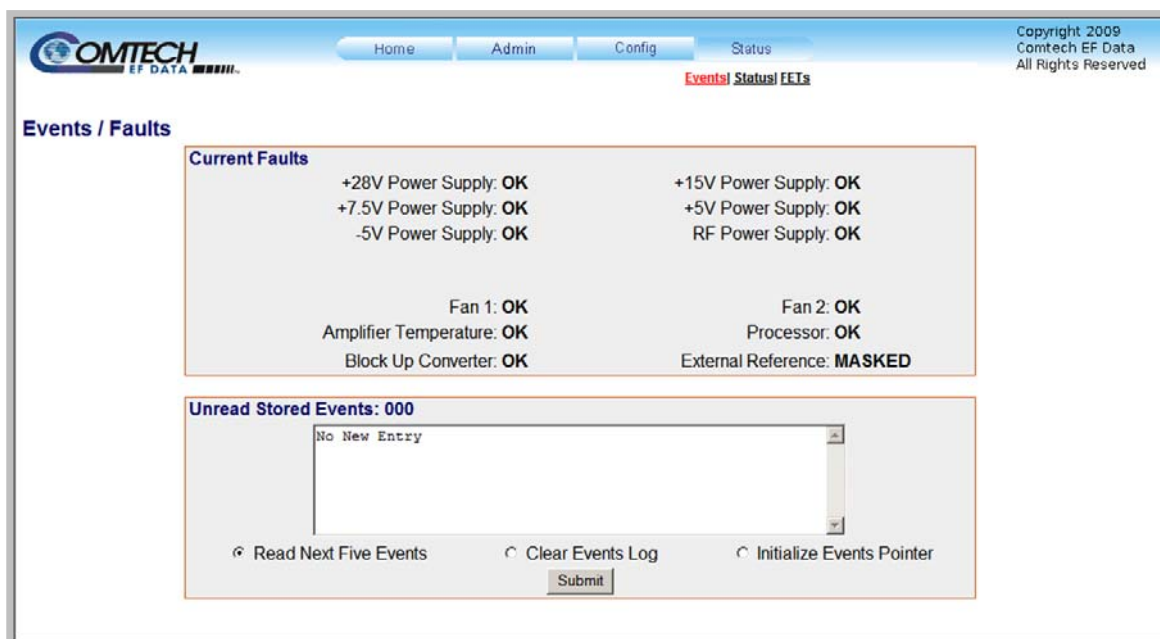 COMTECH
EF DATA
Home Admin Config Status
Events| Status| FETs
Copyright 2009
Comtech EF Data
All Rights Reserved
Events / Faults
Current Faults
+28V Power Supply: OK +15V Power Supply: OK
+7.5V Power Supply: OK +5V Power Supply: OK
-5V Power Supply: OK RF Power Supply: OK
Fan 1: OK Fan 2: OK
Amplifier Temperature: OK Processor: OK
Block Up Converter: OK External Reference: MASKED
Unread Stored Events: 000
No New Entry
Read Next Five Events Clear Events Log Initialize Events Pointer
Submit